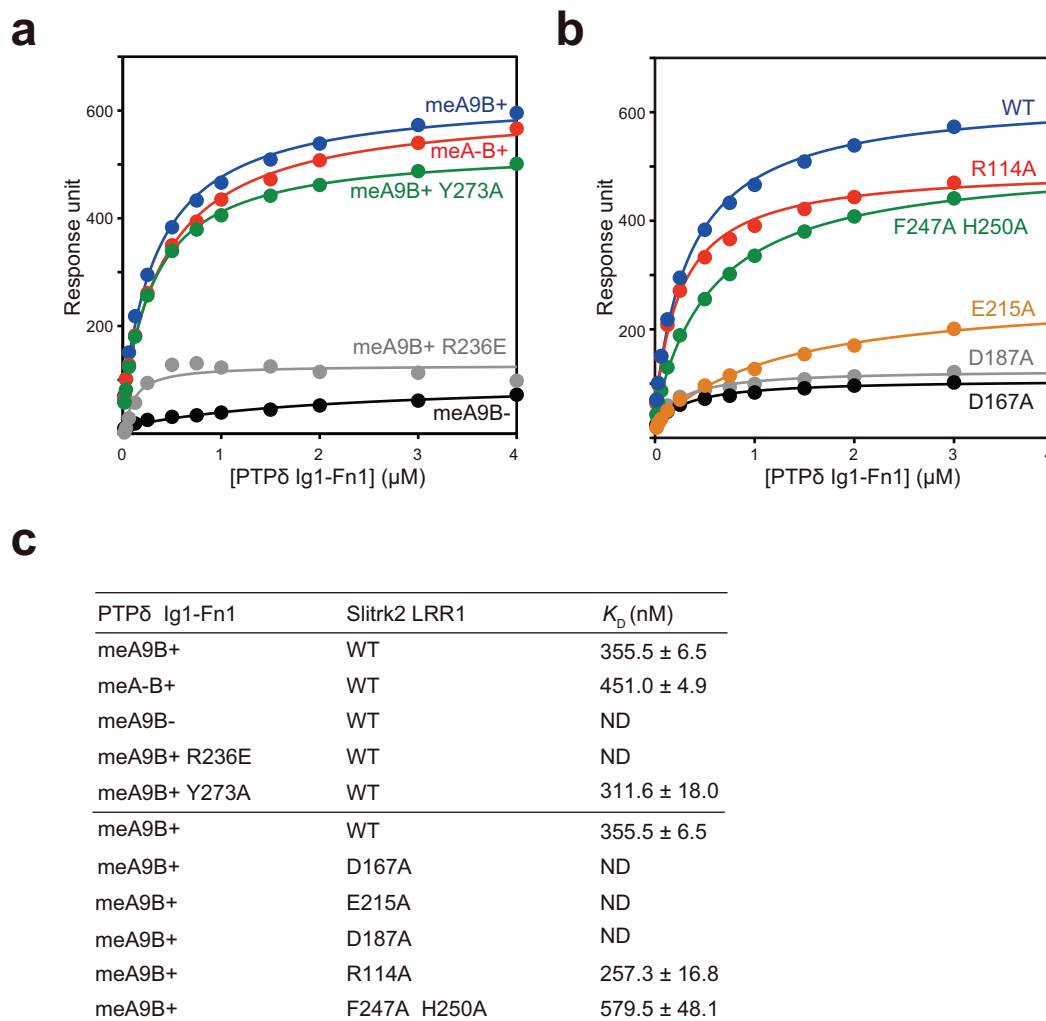 a
Response unit
600
400
200
0 1 2 3 4
[PTPδ Ig1-Fn1] (µM)
meA9B+
meA-B+
meA9B+ Y273A
meA9B+ R236E
meA9B-
b
Response unit
600
400
200
0 1 2 3 4
[PTPδ Ig1-Fn1] (µM)
WT
R114A
F247A H250A
E215A
D187A
D167A
c
PTPδ Ig1-Fn1 Slitrk2 LRR1 KD (nM)
meA9B+ WT 355.5 ± 6.5
meA-B+ WT 451.0 ± 4.9
meA9B- WT ND
meA9B+ R236E WT ND
meA9B+ Y273A WT 311.6 ± 18.0
meA9B+ WT 355.5 ± 6.5
meA9B+ D167A ND
meA9B+ E215A ND
meA9B+ D187A ND
meA9B+ R114A 257.3 ± 16.8
meA9B+ F247A H250A 579.5 ± 48.1